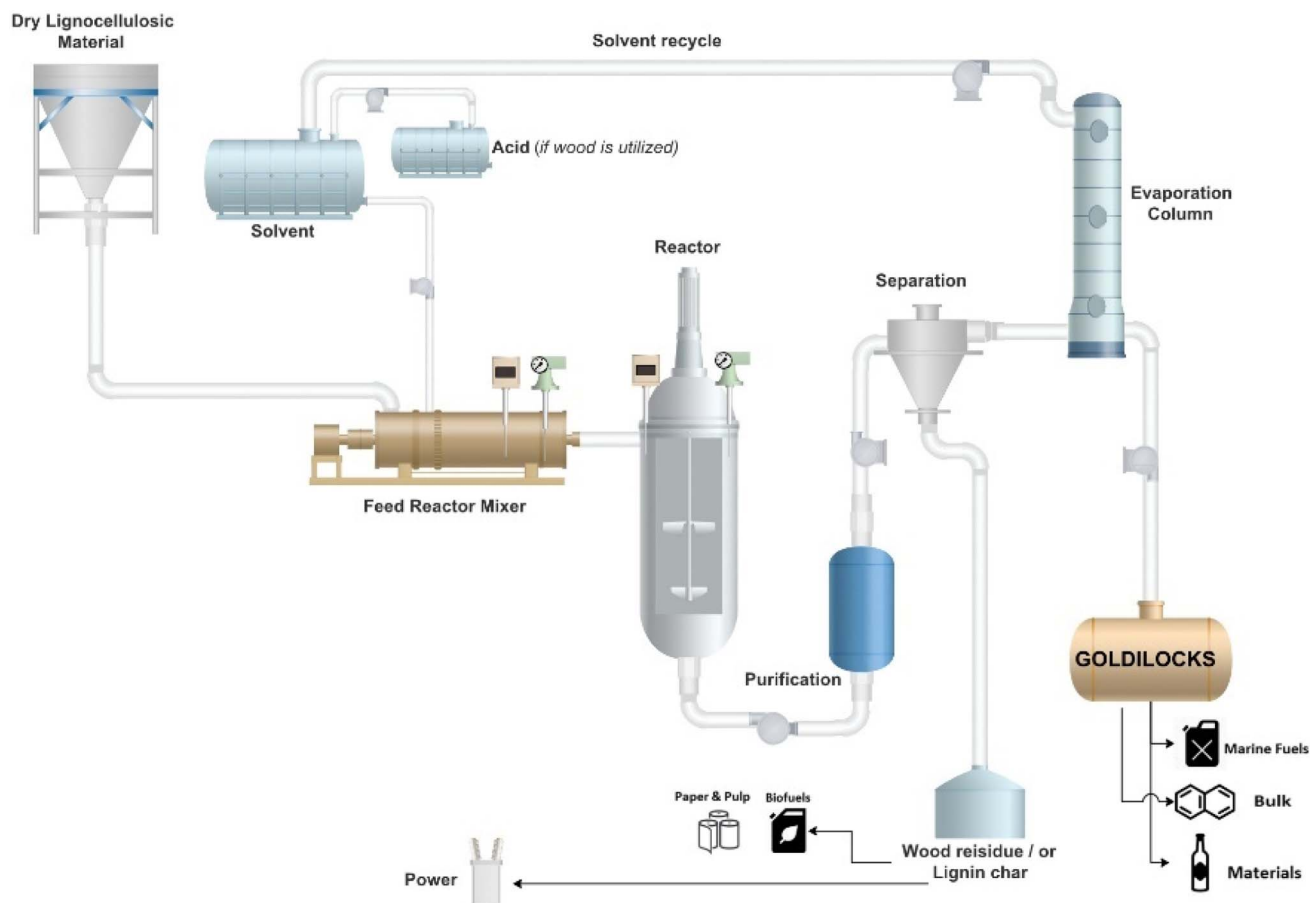 Dry Lignocellulosic
Material
Solvent recycle
Acid (if wood is utilized)
Solvent
Evaporation
Column
Reactor
Separation
Feed Reactor Mixer
Purification
GOLDILOCKS
Marine Fuels
Paper & Pulp
Biofuels
Bulk
Wood reisidue / or
Lignin char
Materials
Power